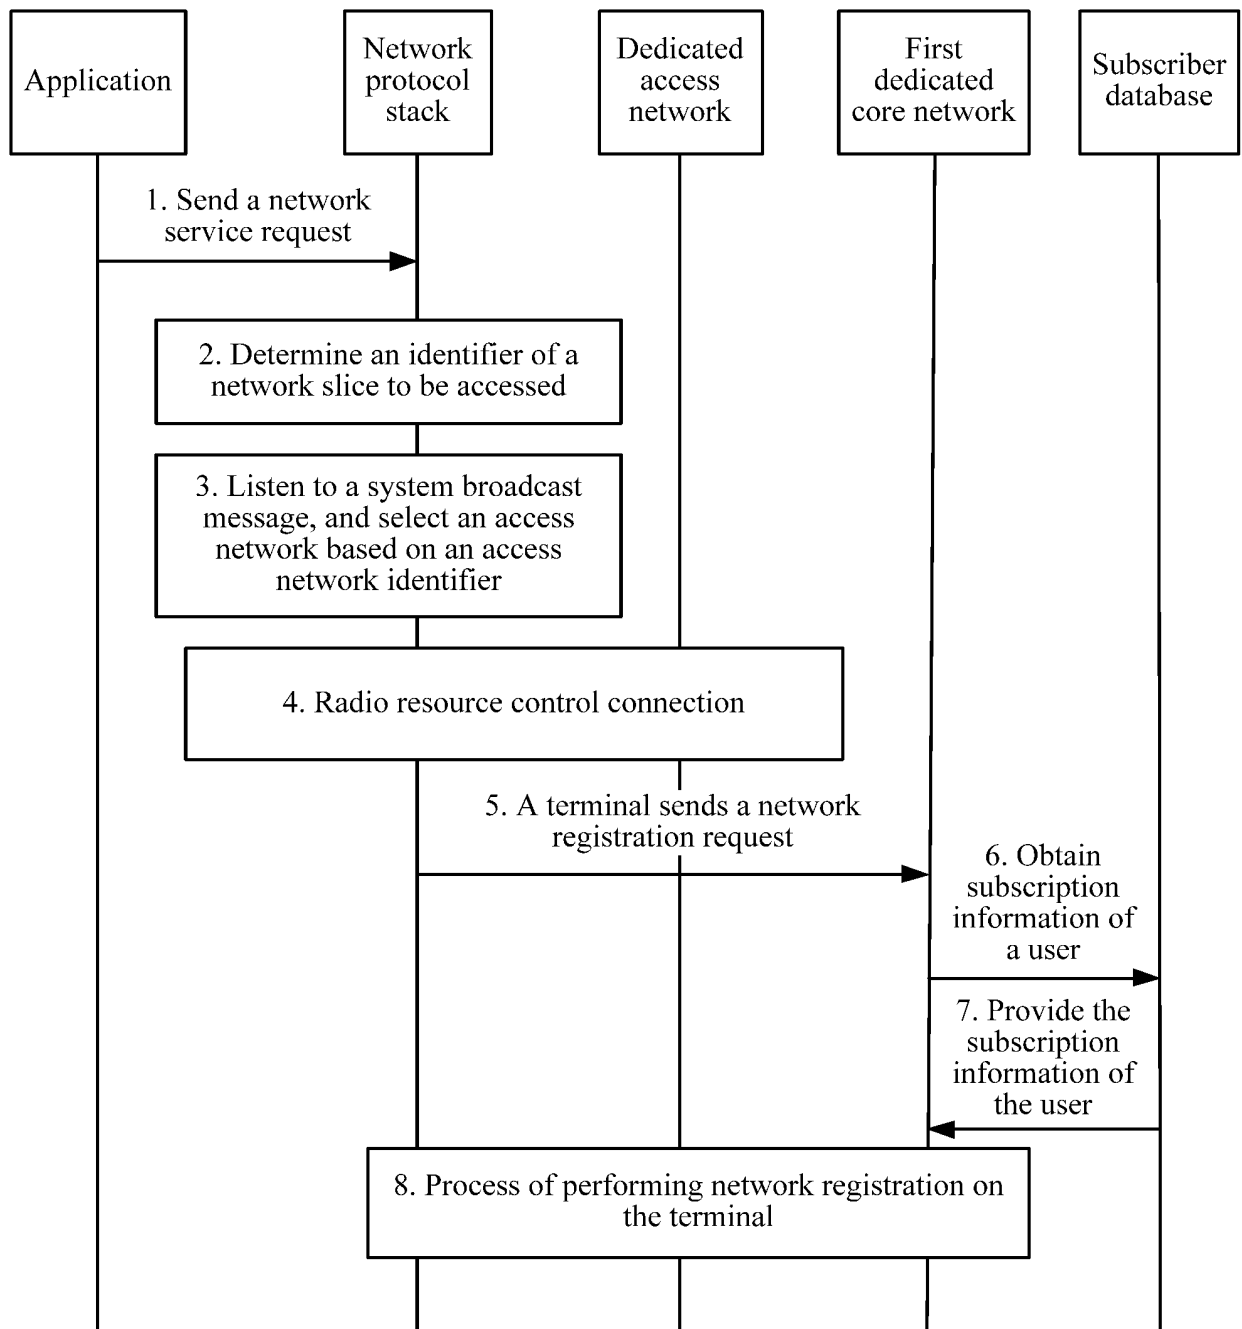 Application
Network
protocol
stack
Dedicated
access
network
First
dedicated
core network
Subscriber
database
1. Send a network
service request
2. Determine an identifier of a
network slice to be accessed
3. Listen to a system broadcast
message, and select an access
network based on an access
network identifier
4. Radio resource control connection
5. A terminal sends a network
registration request
6. Obtain
subscription
information of
a user
7. Provide the
subscription
information of
the user
8. Process of performing network registration on
the terminal